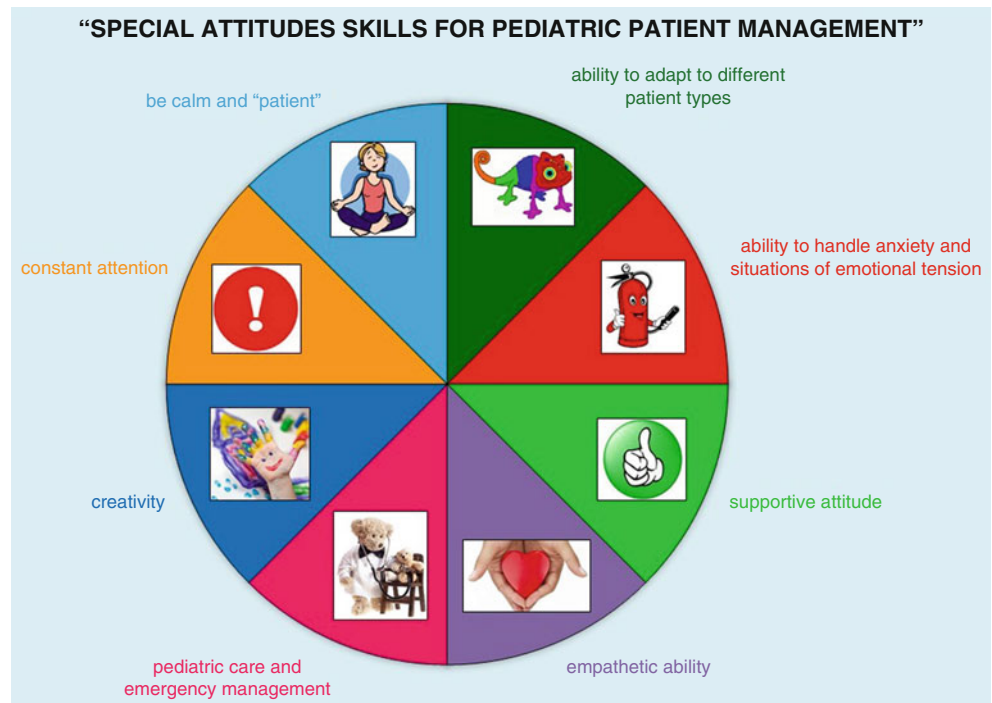 “SPECIAL ATTITUDES SKILLS FOR PEDIATRIC PATIENT MANAGEMENT”
be calm and “patient”
ability to adapt to different
patient types
constant attention
ability to handle anxiety and
situations of emotional tension
creativity
supportive attitude
pediatric care and
emergency management
empathetic ability